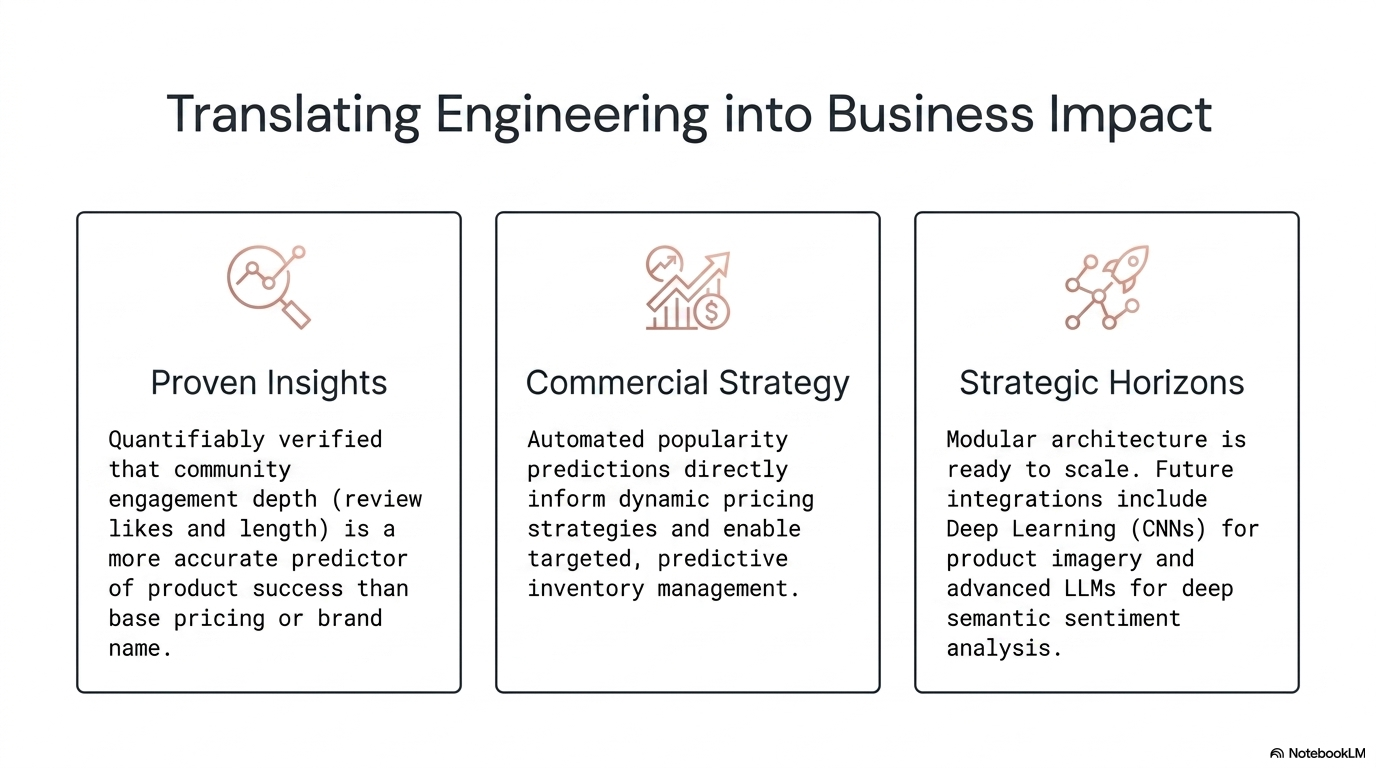 Translating Engineering into Business Impact
Proven Insights
Quantifiably verified
that community
engagement depth (review
likes and length) is a
more accurate predictor
of product success than
base pricing or brand
name.
Commercial Strategy
Automated popularity
predictions directly
inform dynamic pricing
strategies and enable
targeted, predictive
inventory management.
Strategic Horizons
Modular architecture is
ready to scale. Future
integrations include
Deep Learning (CNNs) for
product imagery and
advanced LLMs for deep
semantic sentiment
analysis.
NotebookLM